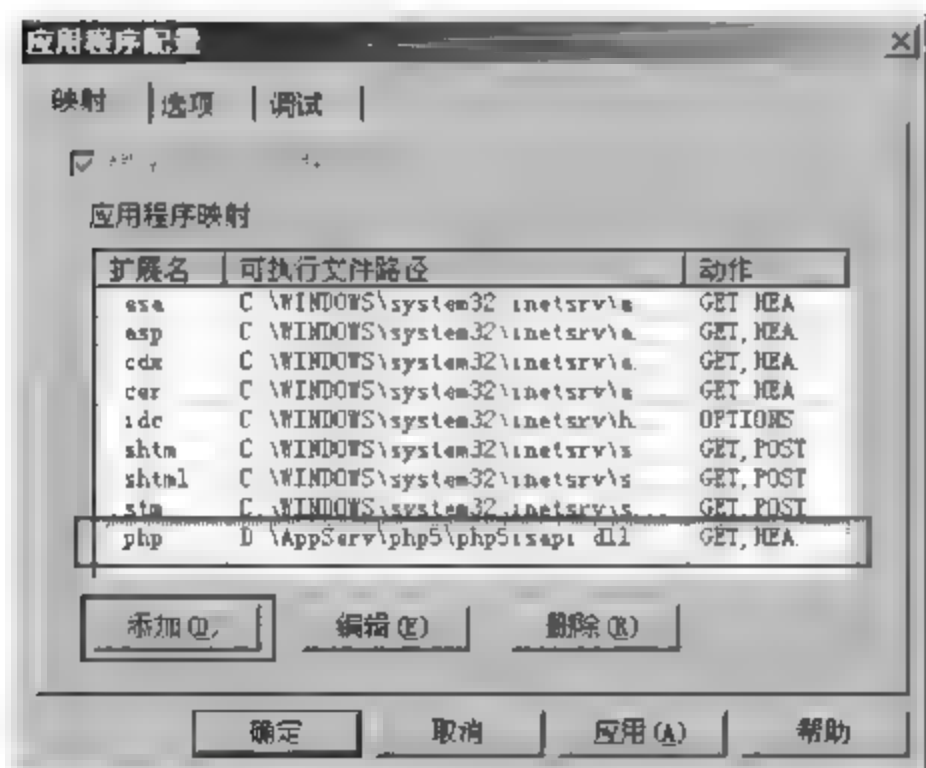 应用程序配置
映射 选项 调试
应用程序映射
扩展名 可执行文件路径 动作
asa C \WINDOWS\system32 inetsrv\a GET HEA
asp C \WINDOWS\system32\inetsrv\a GET, HEA
cdx C \WINDOWS\system32\inetsrv\a GET, HEA
cer C \WINDOWS\system32\inetsrv\a GET HEA
idc C \WINDOWS\system32\inetsrv\h OPTIONS
shtm C \WINDOWS\system32\inetsrv\s GET, POST
shtml C \WINDOWS\system32\inetsrv\s GET, POST
stm C. \WINDOWS\system32 inetsrv\s... GET, POST
php D \AppServ\php5\php5isapi dll GET, HEA
添加(D) 编辑(E) 删除(R)
确定 取消 应用(A) 帮助